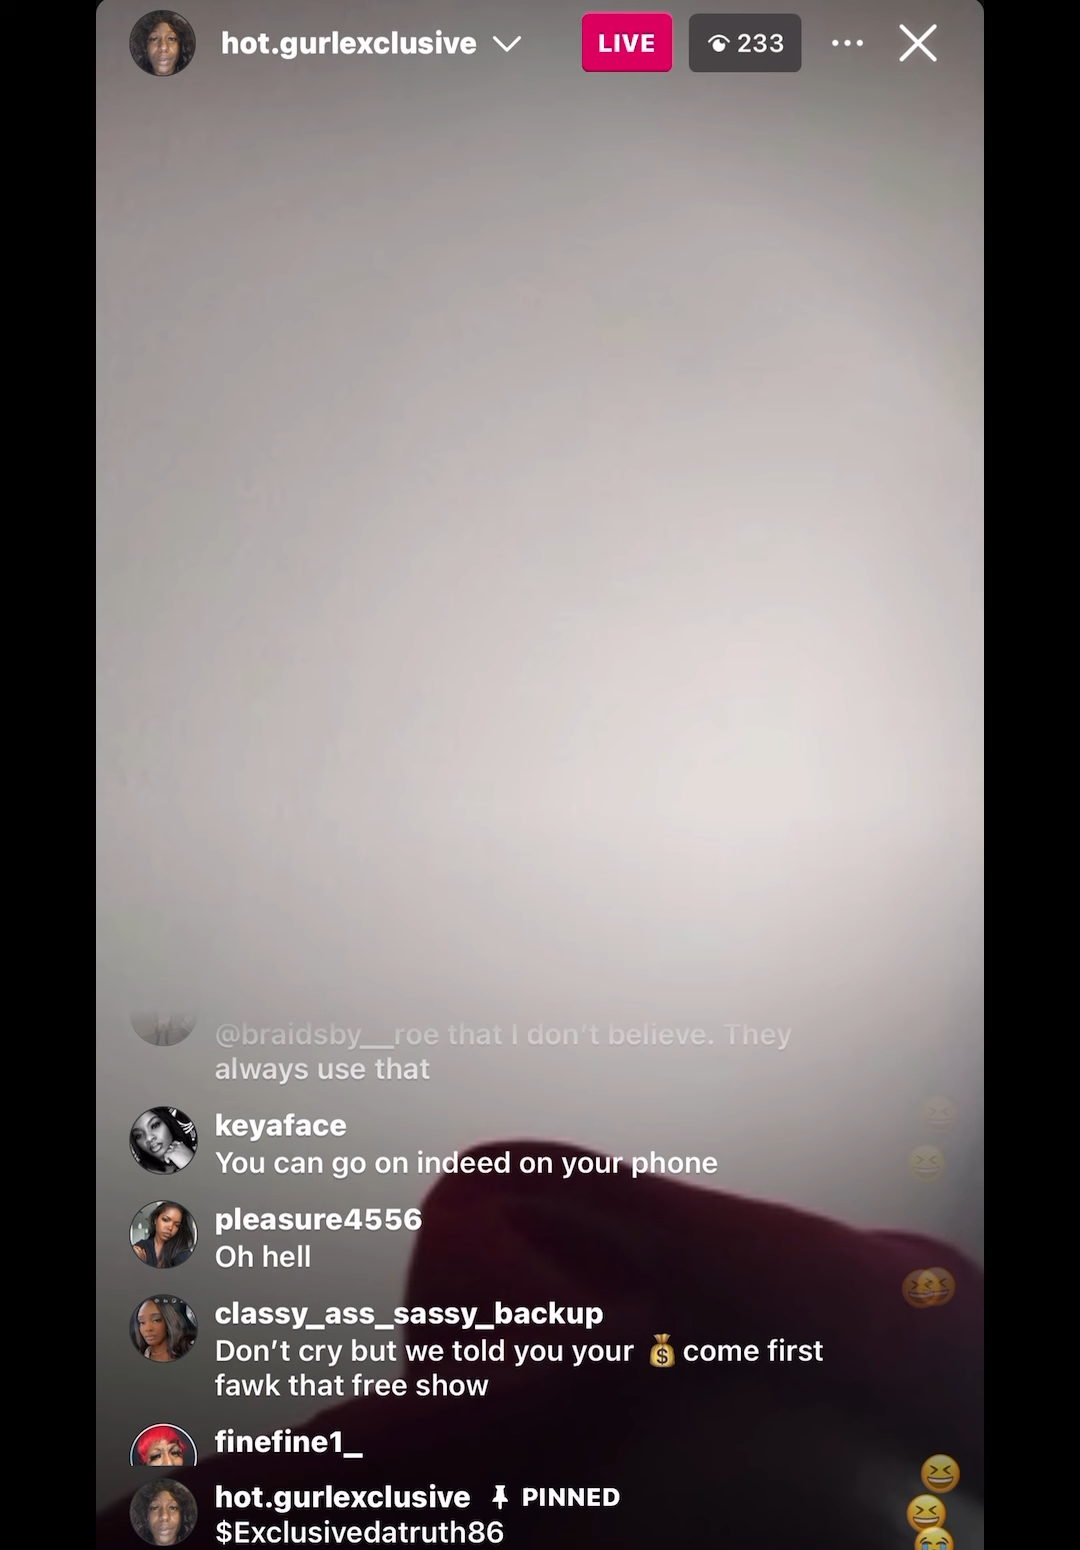 hot.gurlexclusive
LIVE
233
@braidsby__roe that I don’t believe. They
always use that
keyaface
You can go on indeed on your phone
pleasure4556
Oh hell
classy_ass_sassy_backup
Don’t cry but we told you your 💰 come first
fawk that free show
finefine1_
hot.gurlexclusive PINNED
$Exclusivedatruth86